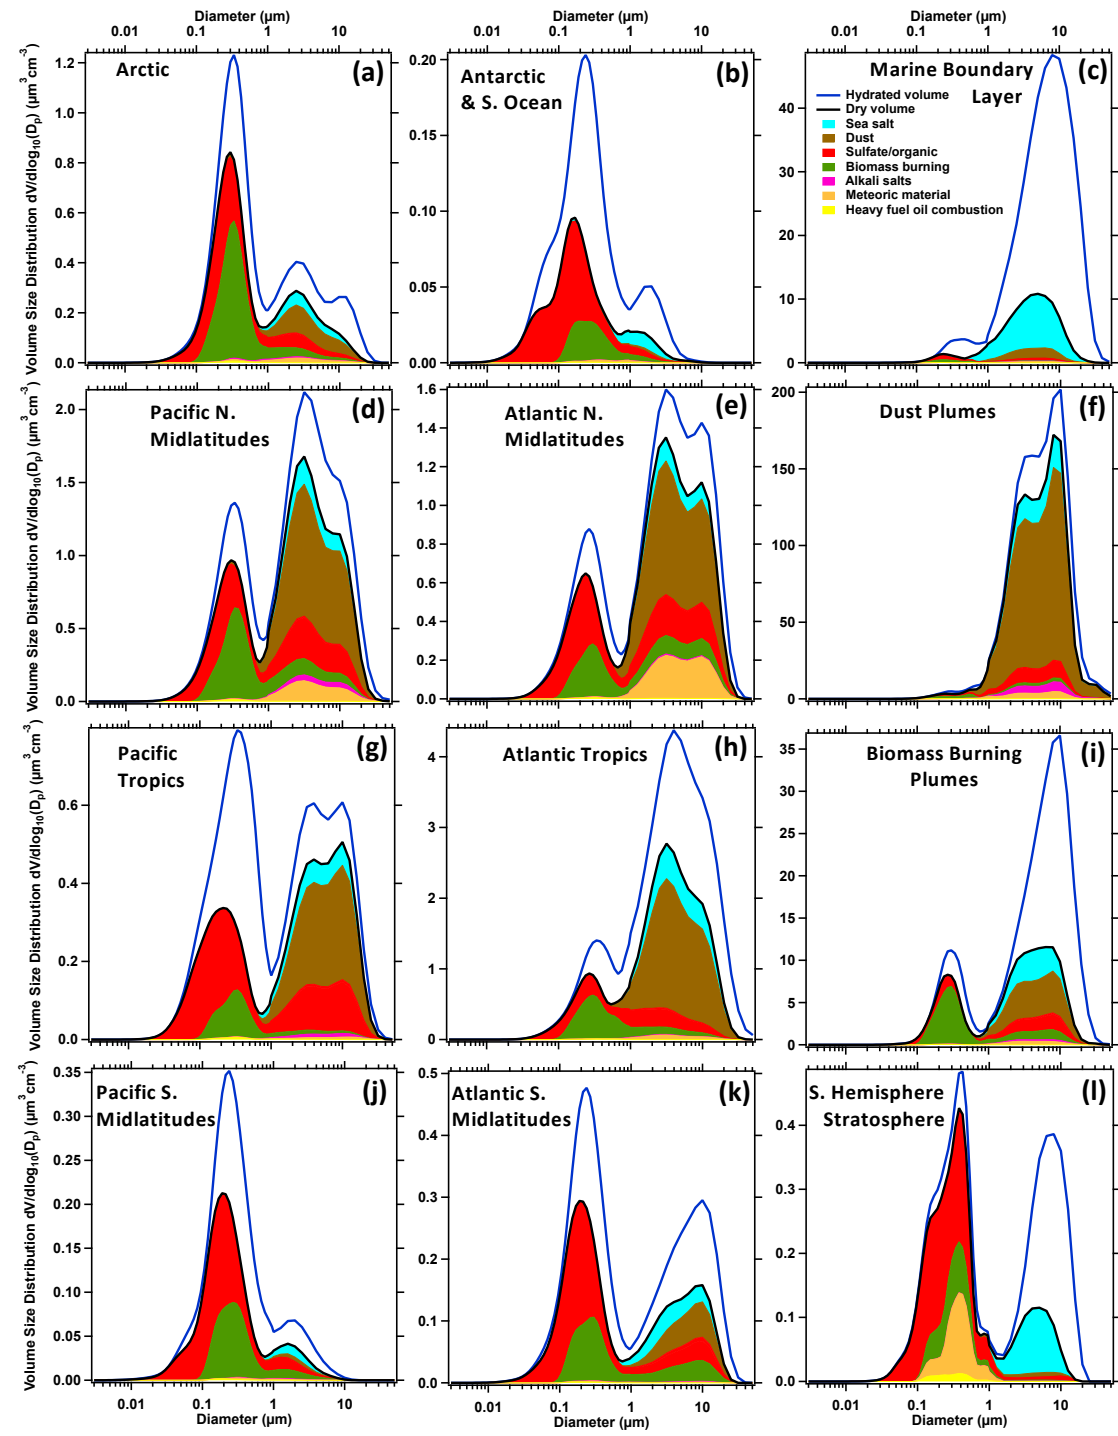 Diameter (µm)
Diameter (µm)
Diameter (µm)
0.01 0.1 1 10
0.01 0.1 1 10
0.01 0.1 1 10
Volume Size Distribution dV/dlog10(Dp) (µm3 cm-3)
1.2
1.0
0.8
0.6
0.4
0.2
0.0
Arctic
(a)
0.20
0.15
0.10
0.05
0.00
Antarctic
& S. Ocean
(b)
40
30
20
10
0
Marine Boundary
Layer
(c)
Hydrated volume
Dry volume
Sea salt
Dust
Sulfate/organic
Biomass burning
Alkali salts
Meteoric material
Heavy fuel oil combustion
Volume Size Distribution dV/dlog10(Dp) (µm3 cm-3)
2.0
1.5
1.0
0.5
0.0
Pacific N.
Midlatitudes
(d)
1.6
1.4
1.2
1.0
0.8
0.6
0.4
0.2
0.0
Atlantic N.
Midlatitudes
(e)
200
150
100
50
0
Dust Plumes
(f)
Volume Size Distribution dV/dlog10(Dp) (µm3 cm-3)
0.6
0.4
0.2
0.0
Pacific
Tropics
(g)
4
3
2
1
0
Atlantic Tropics
(h)
35
30
25
20
15
10
5
0
Biomass Burning
Plumes
(i)
Volume Size Distribution dV/dlog10(Dp) (µm3 cm-3)
0.35
0.30
0.25
0.20
0.15
0.10
0.05
0.00
Pacific S.
Midlatitudes
(j)
0.5
0.4
0.3
0.2
0.1
0.0
Atlantic S.
Midlatitudes
(k)
0.4
0.3
0.2
0.1
0.0
S. Hemisphere
Stratosphere
(l)
0.01 0.1 1 10
0.01 0.1 1 10
0.01 0.1 1 10
Diameter (µm)
Diameter (µm)
Diameter (µm)